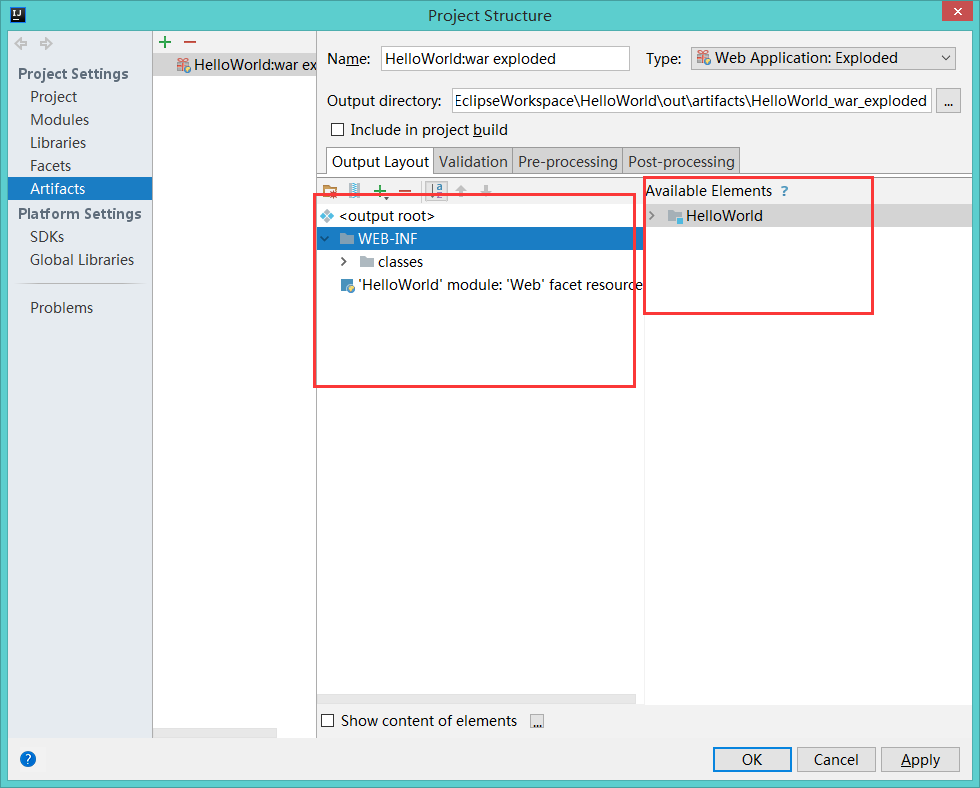 Project Structure
Project Settings
Project
Modules
Libraries
Facets
Artifacts
Platform Settings
SDKs
Global Libraries
Problems
HelloWorld:war ex
Name: HelloWorld:war exploded Type: Web Application: Exploded
Output directory: EclipseWorkspace\HelloWorld\out\artifacts\HelloWorld_war_exploded ...
Include in project build
Output Layout Validation Pre-processing Post-processing
<output root>
WEB-INF
classes
'HelloWorld' module: 'Web' facet resource
Available Elements ?
HelloWorld
Show content of elements ...
? OK Cancel Apply